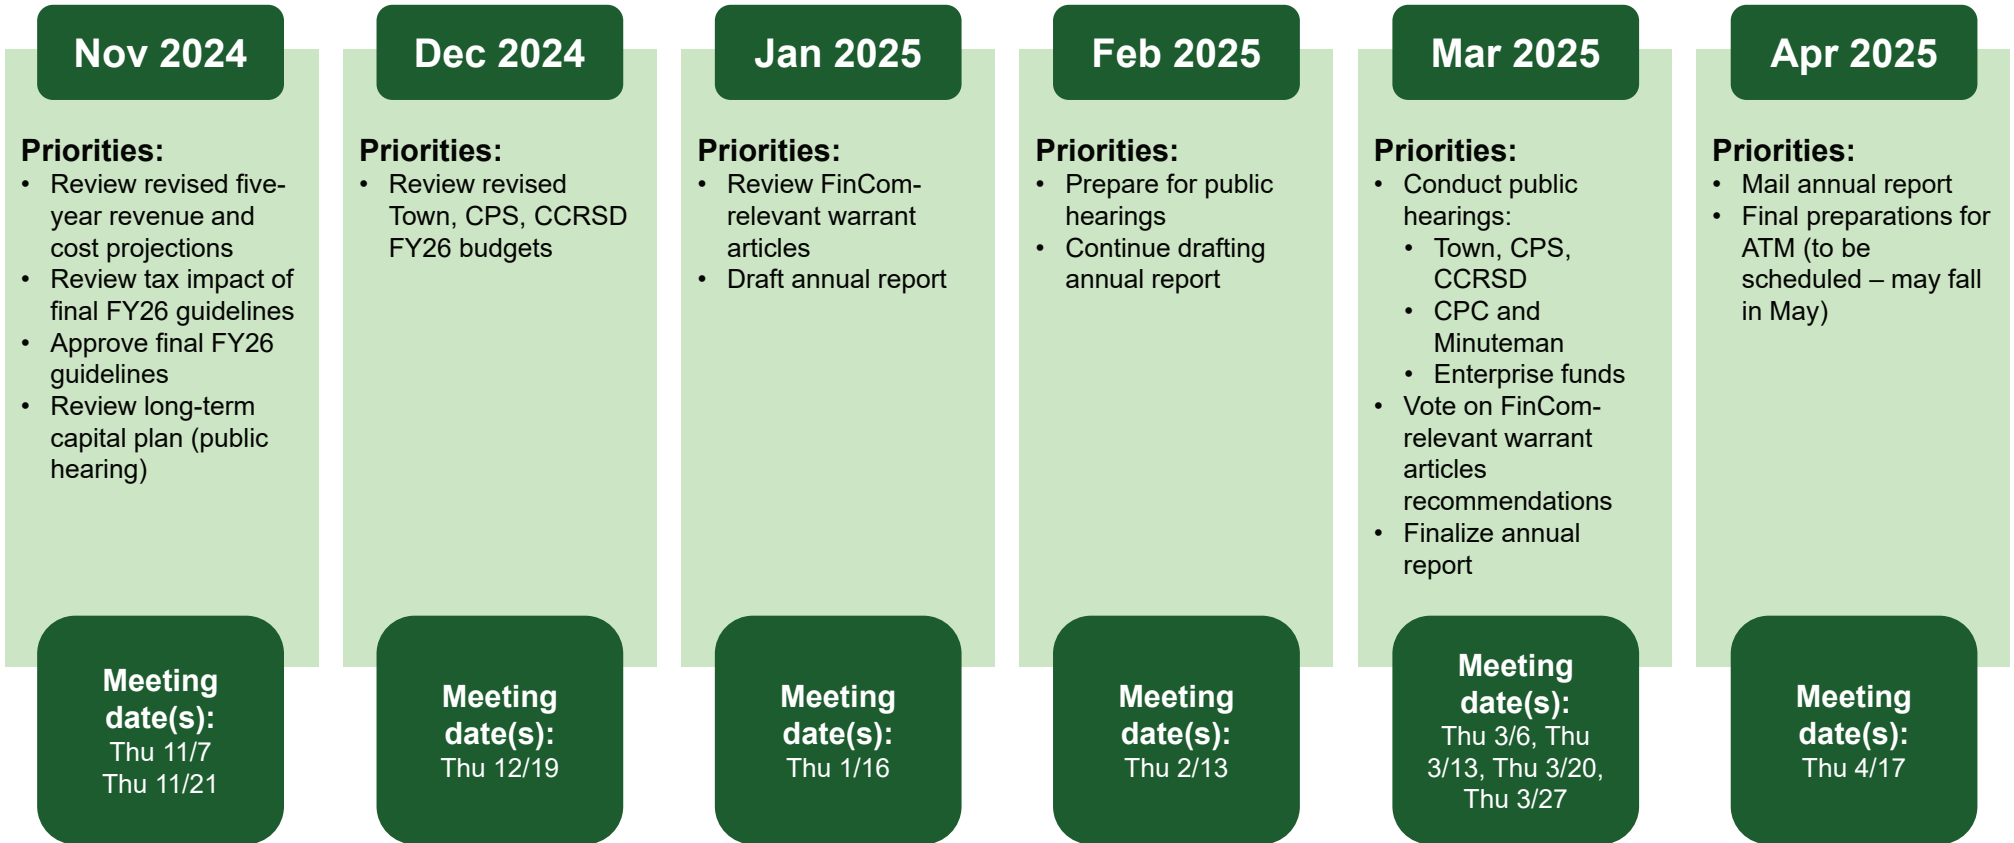 Nov 2024
Priorities:
• Review revised five-
year revenue and
cost projections
• Review tax impact of
final FY26 guidelines
• Approve final FY26
guidelines
• Review long-term
capital plan (public
hearing)
Meeting
date(s):
Thu 11/7
Thu 11/21
Dec 2024
Priorities:
• Review revised
Town, CPS, CCRSD
FY26 budgets
Meeting
date(s):
Thu 12/19
Jan 2025
Priorities:
• Review FinCom-
relevant warrant
articles
• Draft annual report
Meeting
date(s):
Thu 1/16
Feb 2025
Priorities:
• Prepare for public
hearings
• Continue drafting
annual report
Meeting
date(s):
Thu 2/13
Mar 2025
Priorities:
• Conduct public
hearings:
• Town, CPS,
CCRSD
• CPC and
Minuteman
• Enterprise funds
• Vote on FinCom-
relevant warrant
articles
recommendations
• Finalize annual
report
Meeting
date(s):
Thu 3/6, Thu
3/13, Thu 3/20,
Thu 3/27
Apr 2025
Priorities:
• Mail annual report
• Final preparations for
ATM (to be
scheduled – may fall
in May)
Meeting
date(s):
Thu 4/17